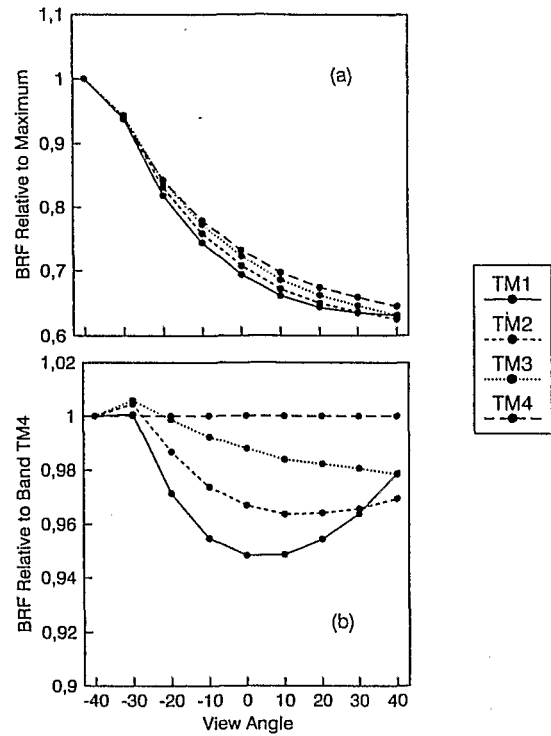 1,1
1
0,9
0,8
0,7
0,6
BRF Relative to Maximum
(a)
1,02
1
0,98
0,96
0,94
0,92
0,9
BRF Relative to Band TM4
(b)
-40 -30 -20 -10 0 10 20 30 40
View Angle
TM1
TM2
TM3
TM4